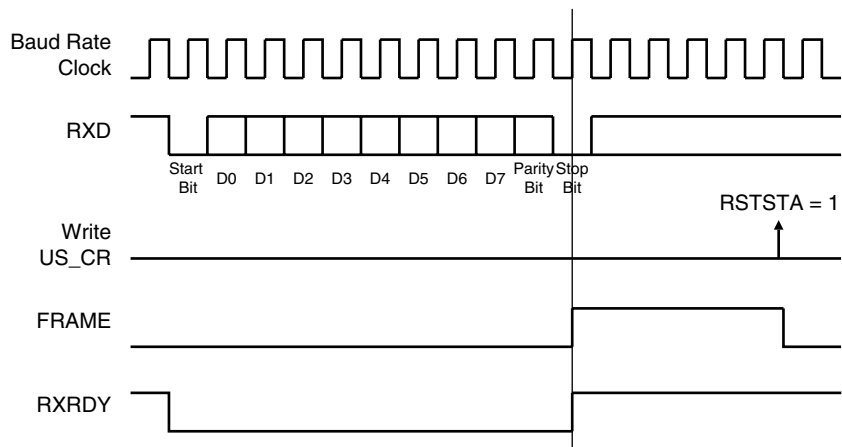 Baud Rate
Clock
RXD
Start
Bit
D0
D1
D2
D3
D4
D5
D6
D7
Parity
Bit
Stop
Bit
RSTSTA = 1
Write
US_CR
FRAME
RXRDY